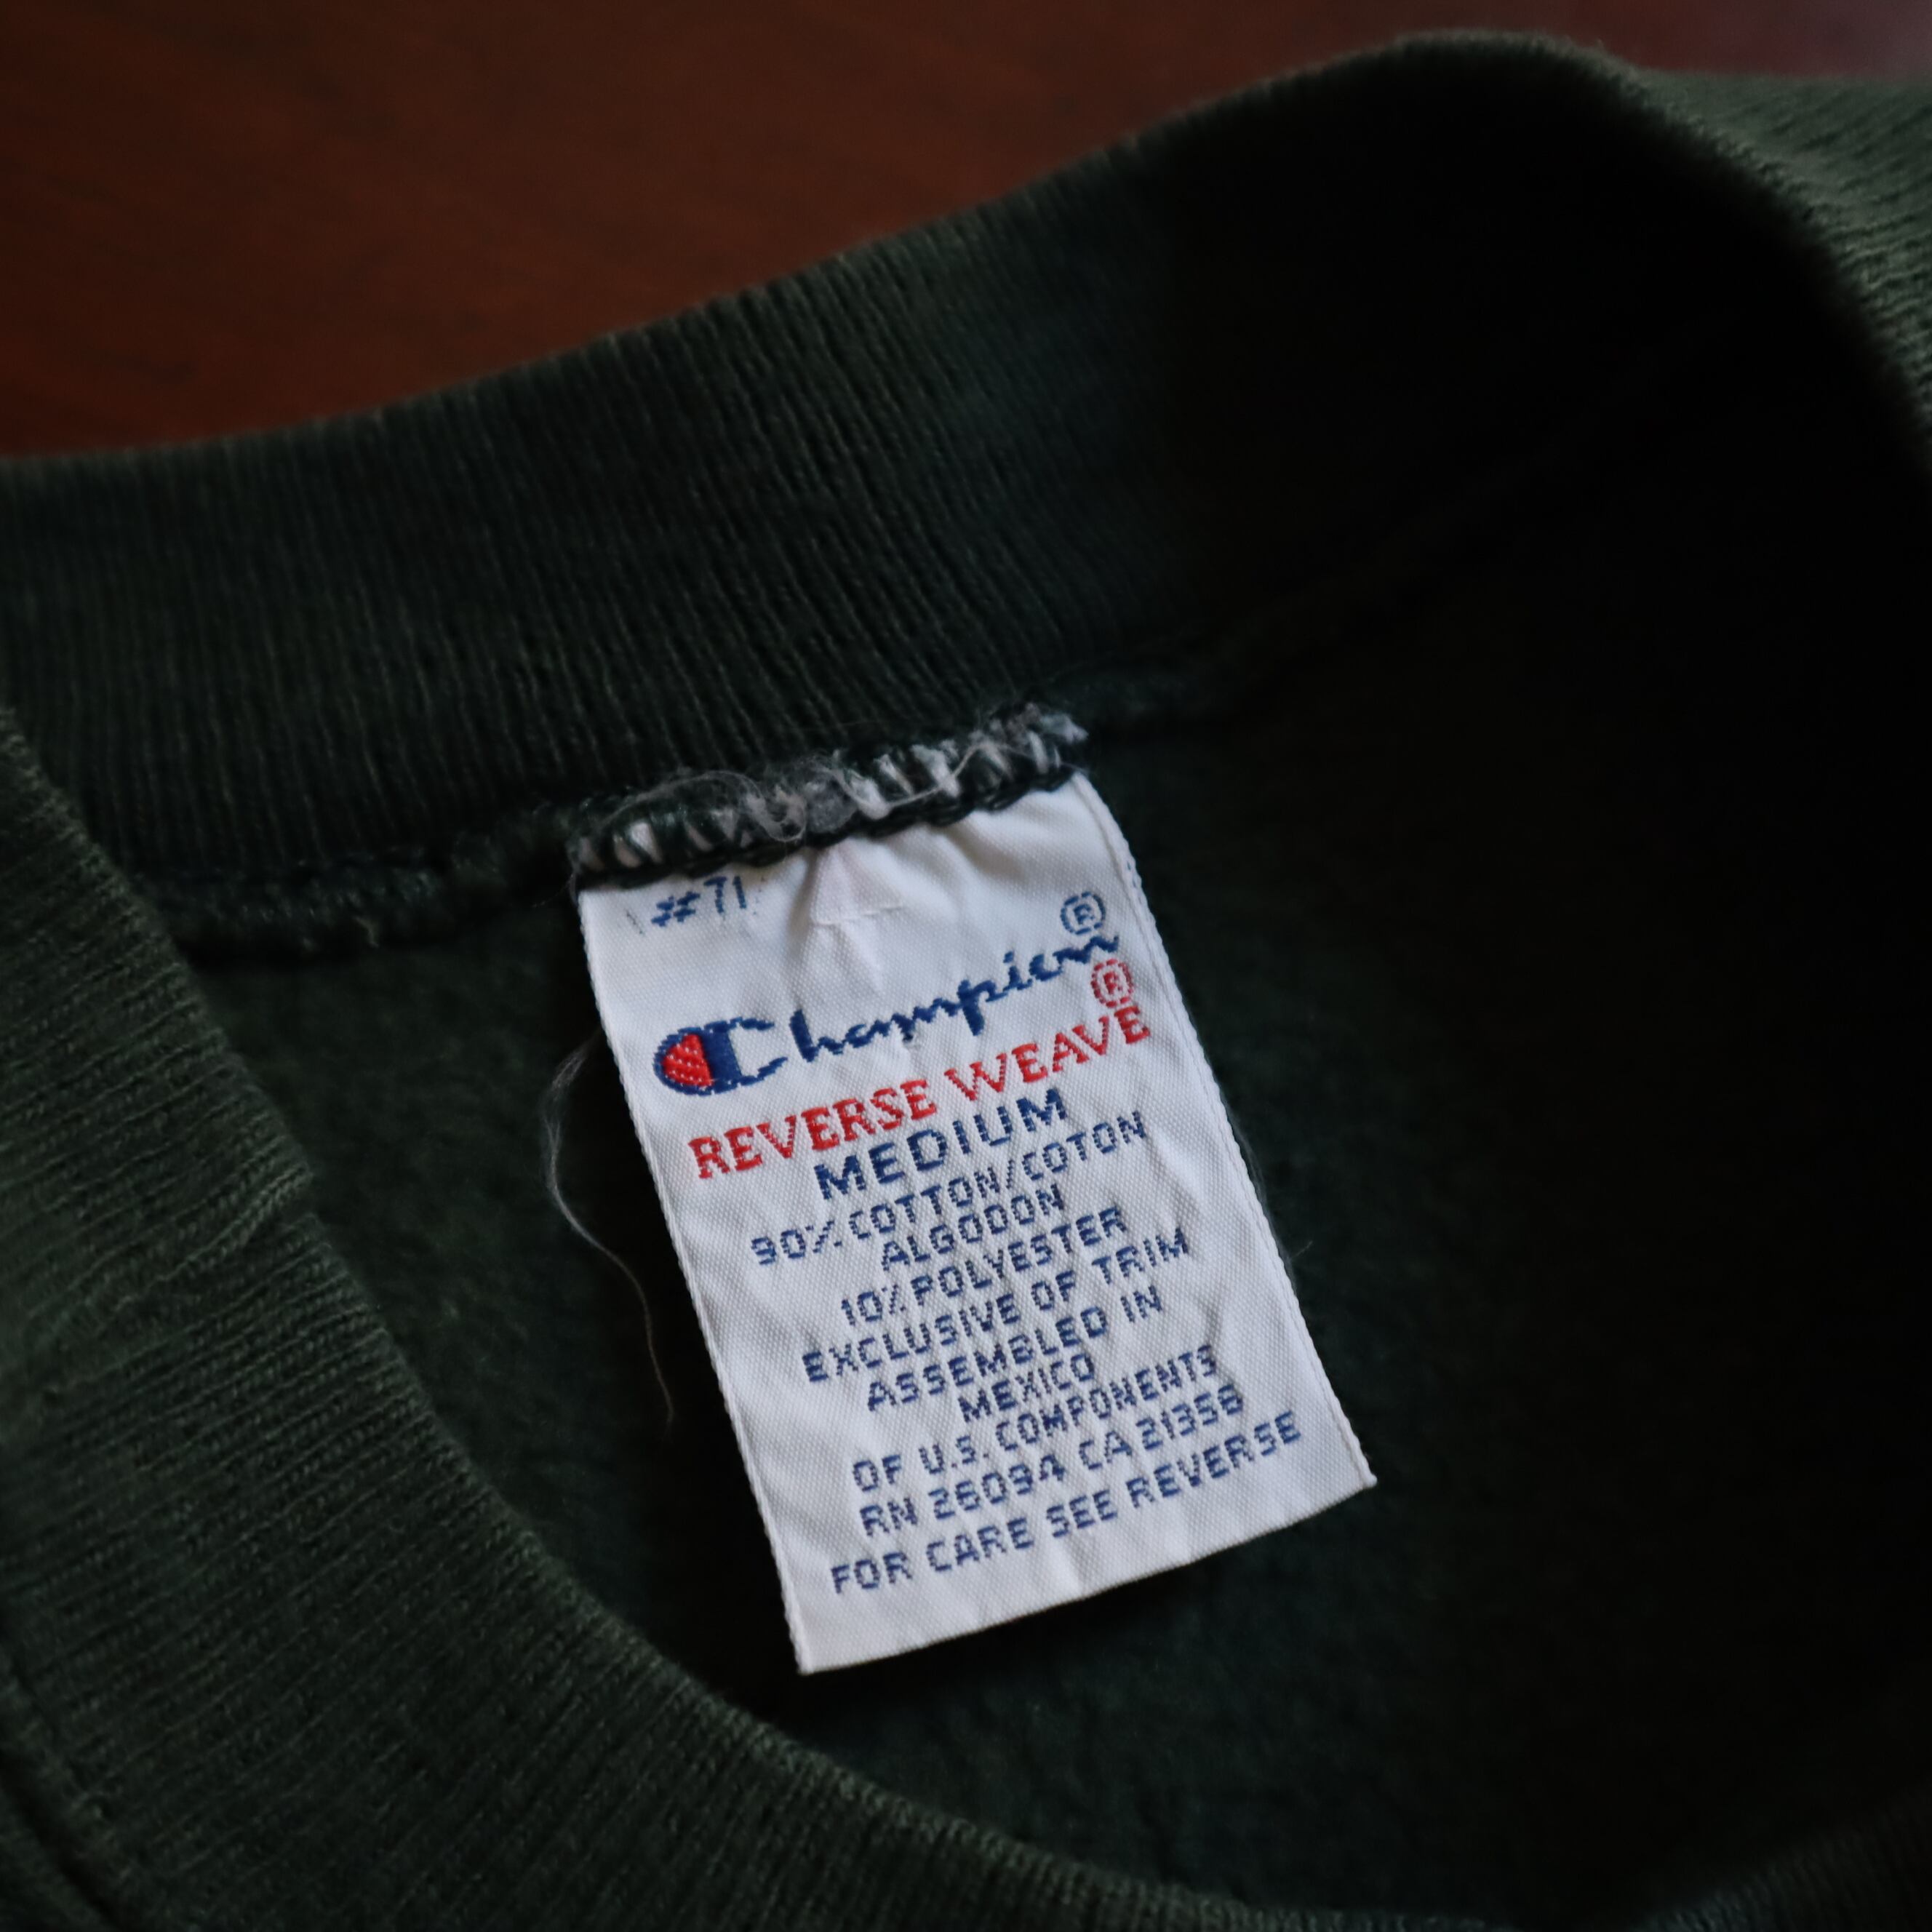 #71
Champion®
REVERSE WEAVE®
MEDIUM
90% COTTON/COTON
ALGODON
10% POLYESTER
EXCLUSIVE OF TRIM
ASSEMBLED IN
MEXICO
OF U.S. COMPONENTS
RN 26094 CA 21358
FOR CARE SEE REVERSE